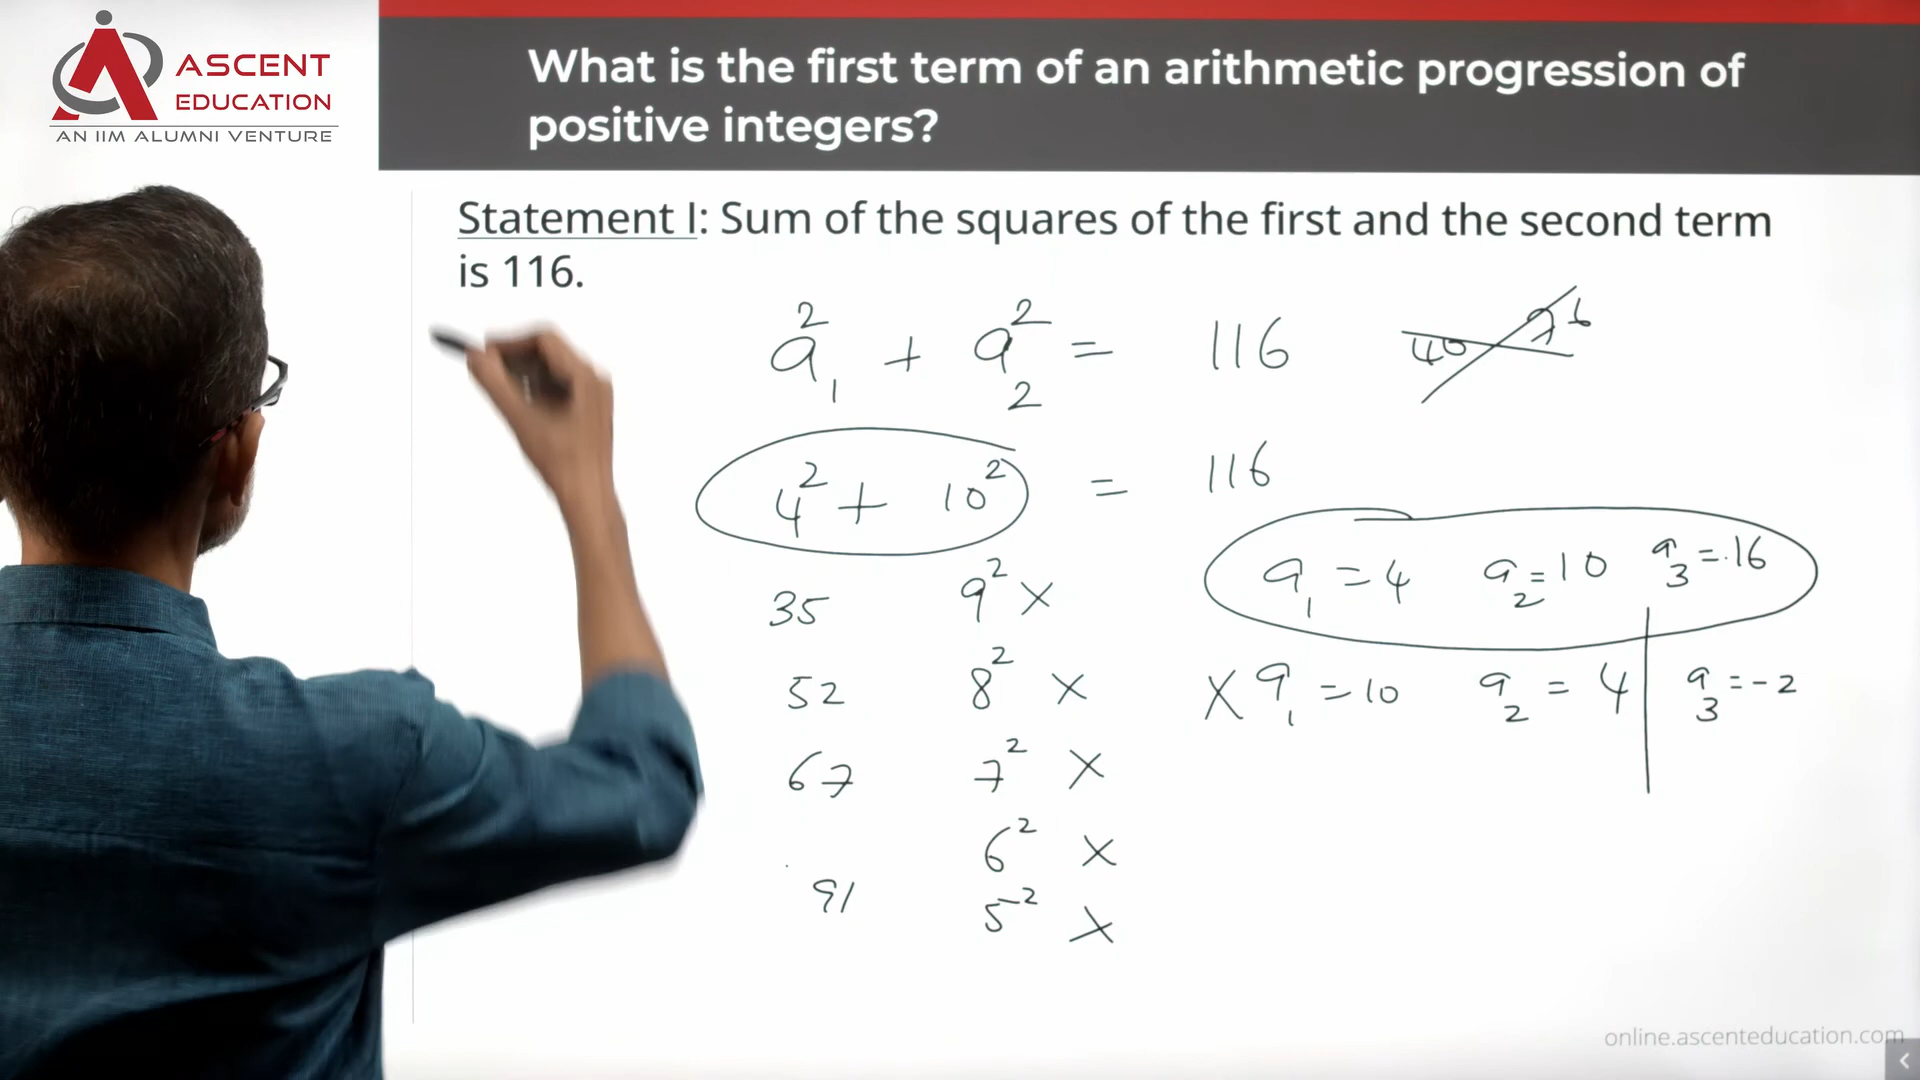 ASCENT
EDUCATION
AN IIM ALUMNI VENTURE
What is the first term of an arithmetic progression of
positive integers?
Statement I: Sum of the squares of the first and the second term
is 116.
a₁² + a₂² = 116
4² + 10² = 116
a₁ = 4 a₂ = 10 a₃ = 16
35 9² X
52 8² X
X a₁ = 10 a₂ = 4 a₃ = -2
67 7² X
6² X
91 5² X
online.ascenteducation.com